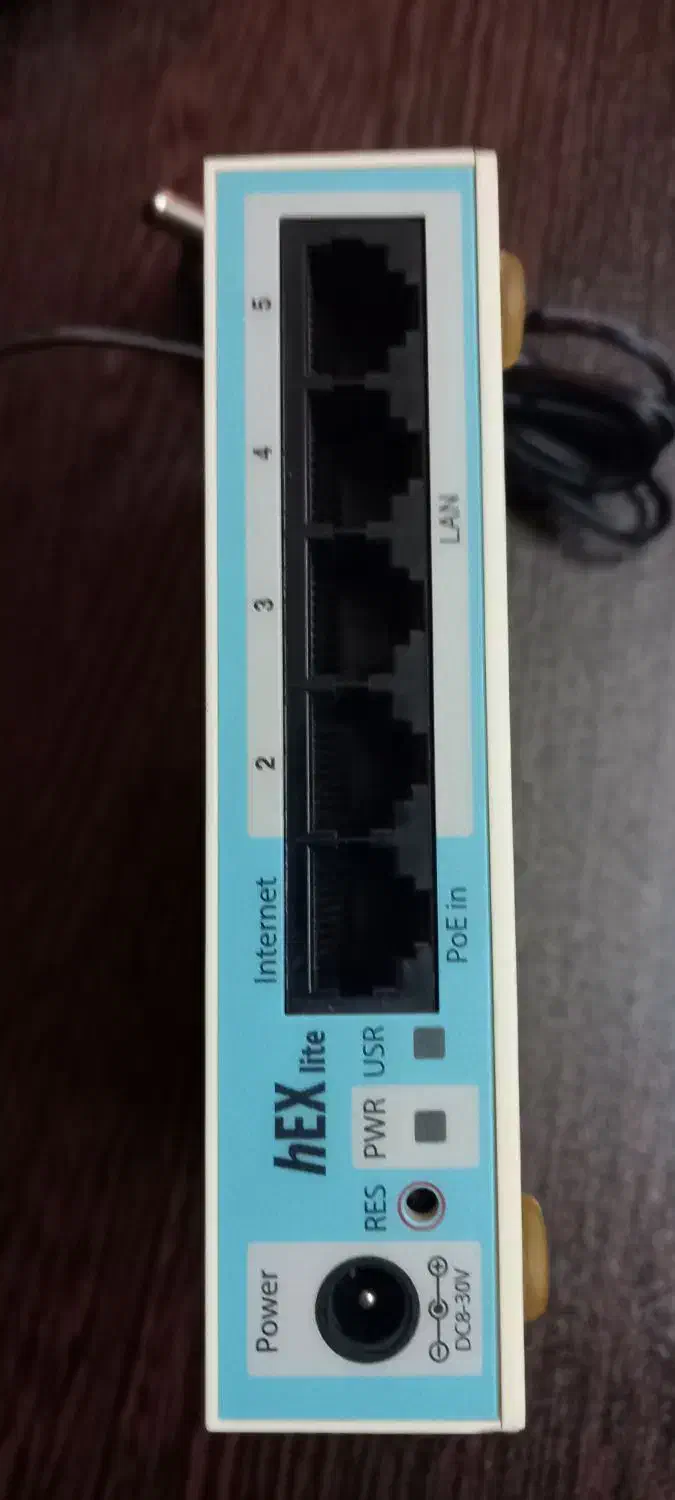 Power
DC8-30V
hEX lite
RES
PWR
USR
Internet
PoE in
2
3
4
5
LAN